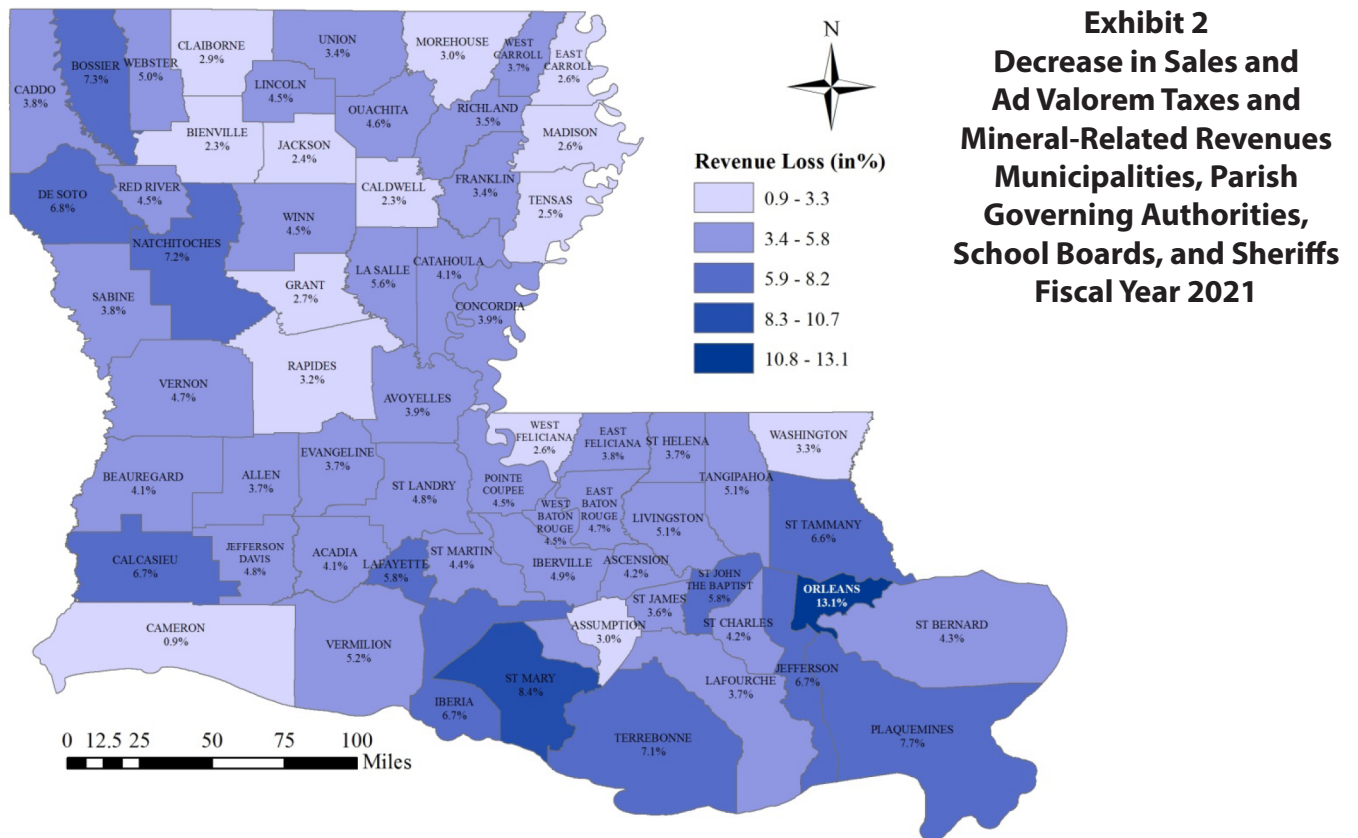 Exhibit 2
Decrease in Sales and
Ad Valorem Taxes and
Mineral-Related Revenues
Municipalities, Parish
Governing Authorities,
School Boards, and Sheriffs
Fiscal Year 2021
N
Revenue Loss (in%)
0.9 - 3.3
3.4 - 5.8
5.9 - 8.2
8.3 - 10.7
10.8 - 13.1
CADDO
3.8%
BOSSIER
7.3%
WEBSTER
5.0%
CLAIBORNE
2.9%
UNION
3.4%
LINCOLN
4.5%
MOREHOUSE
3.0%
WEST
CARROLL
3.7%
EAST
CARROLL
2.6%
OUACHITA
4.6%
RICHLAND
3.5%
MADISON
2.6%
BIENVILLE
2.3%
JACKSON
2.4%
CALDWELL
2.3%
FRANKLIN
3.4%
TENSAS
2.5%
DE SOTO
6.8%
RED RIVER
4.5%
NATCHITOCHES
7.2%
WINN
4.5%
LA SALLE
5.6%
CATAHOULA
4.1%
CONCORDIA
3.9%
SABINE
3.8%
GRANT
2.7%
RAPIDES
3.2%
VERNON
4.7%
AVOYELLES
3.9%
BEAUREGARD
4.1%
ALLEN
3.7%
EVANGELINE
3.7%
ST LANDRY
4.8%
POINTE
COUPEE
4.5%
WEST
FELICIANA
2.6%
EAST
FELICIANA
3.8%
ST HELENA
3.7%
TANGIPAHOA
5.1%
WASHINGTON
3.3%
WEST
BATON
ROUGE
4.5%
EAST
BATON
ROUGE
4.7%
LIVINGSTON
5.1%
ST TAMMANY
6.6%
CALCASIEU
6.7%
JEFFERSON
DAVIS
4.8%
ACADIA
4.1%
LAFAYETTE
5.8%
ST MARTIN
4.4%
IBERVILLE
4.9%
ASCENSION
4.2%
ST JOHN
THE BAPTIST
5.8%
ORLEANS
13.1%
ST JAMES
3.6%
ST CHARLES
4.2%
ST BERNARD
4.3%
CAMERON
0.9%
VERMILION
5.2%
IBERIA
6.7%
ST MARY
8.4%
ASSUMPTION
3.0%
TERREBONNE
7.1%
LAFOURCHE
3.7%
JEFFERSON
6.7%
PLAQUEMINES
7.7%
0 12.5 25 50 75 100
Miles